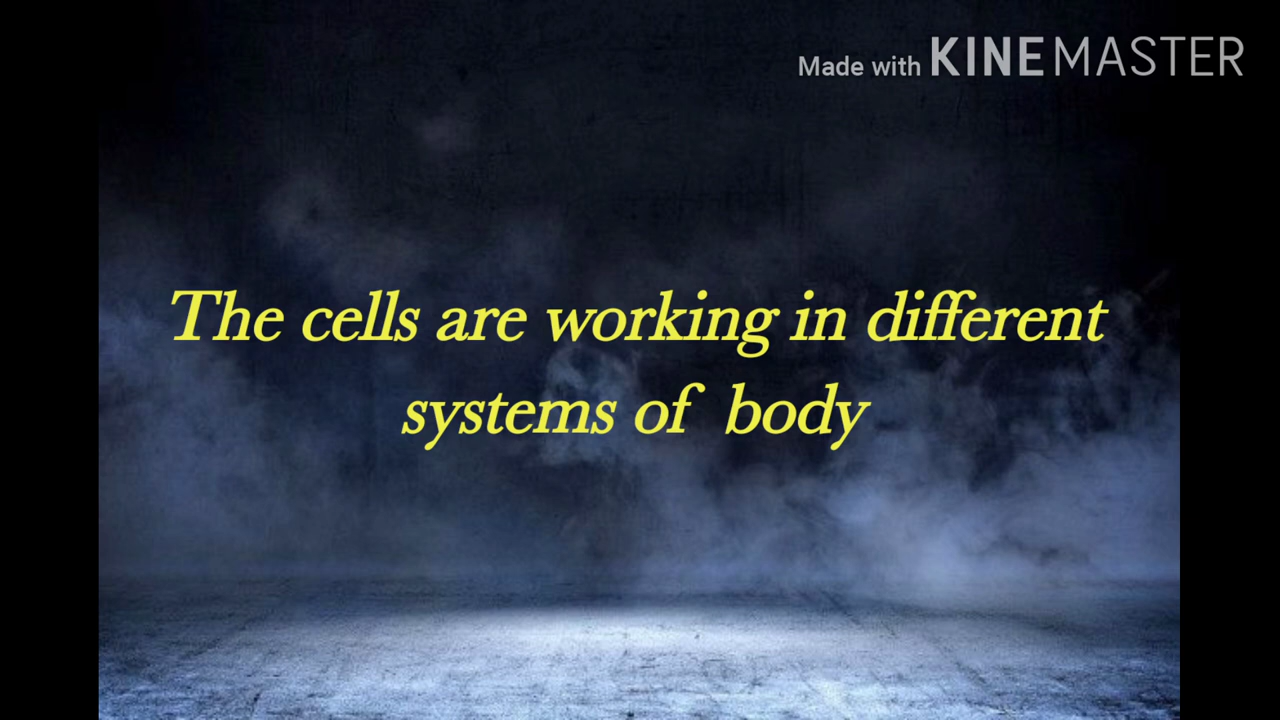 Made with KINEMASTER
The cells are working in different
systems of body